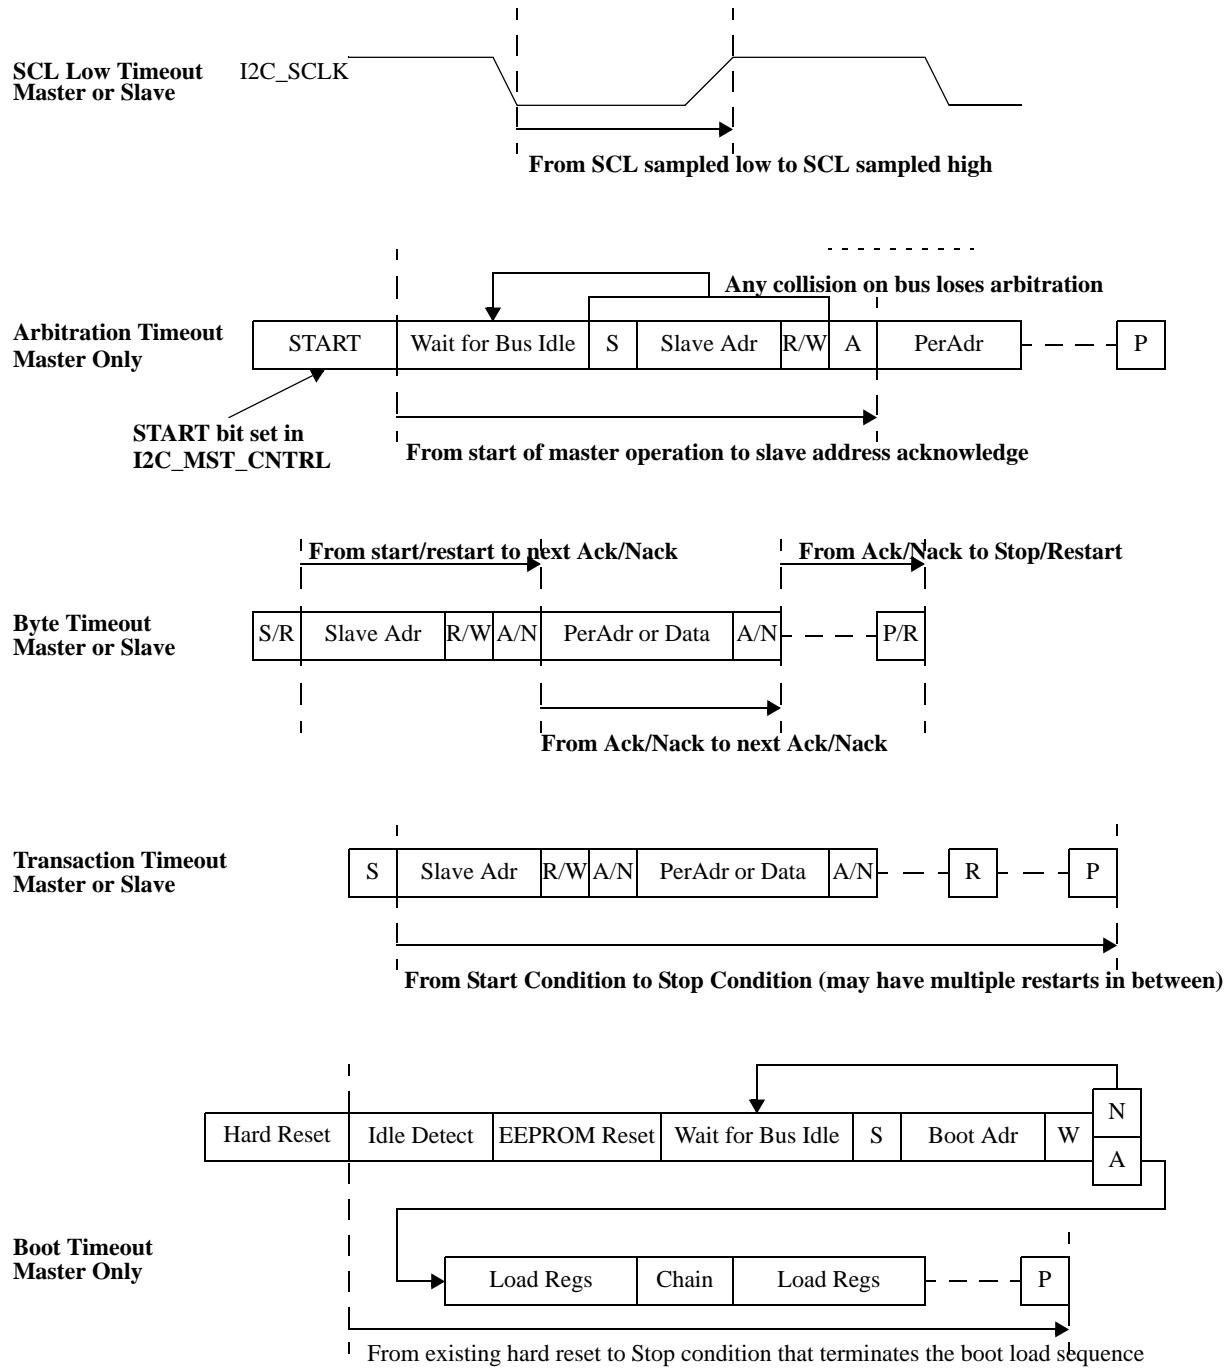 SCL Low Timeout
Master or Slave
I2C_SCLK
From SCL sampled low to SCL sampled high
Any collision on bus loses arbitration
Arbitration Timeout
Master Only
START
Wait for Bus Idle
S
Slave Adr
R/W
A
PerAdr
P
START bit set in
I2C_MST_CNTRL
From start of master operation to slave address acknowledge
From start/restart to next Ack/Nack
From Ack/Nack to Stop/Restart
Byte Timeout
Master or Slave
S/R
Slave Adr
R/W
A/N
PerAdr or Data
A/N
P/R
From Ack/Nack to next Ack/Nack
Transaction Timeout
Master or Slave
S
Slave Adr
R/W
A/N
PerAdr or Data
A/N
R
P
From Start Condition to Stop Condition (may have multiple restarts in between)
Hard Reset
Idle Detect
EEPROM Reset
Wait for Bus Idle
S
Boot Adr
W
N
A
Boot Timeout
Master Only
Load Regs
Chain
Load Regs
P
From existing hard reset to Stop condition that terminates the boot load sequence